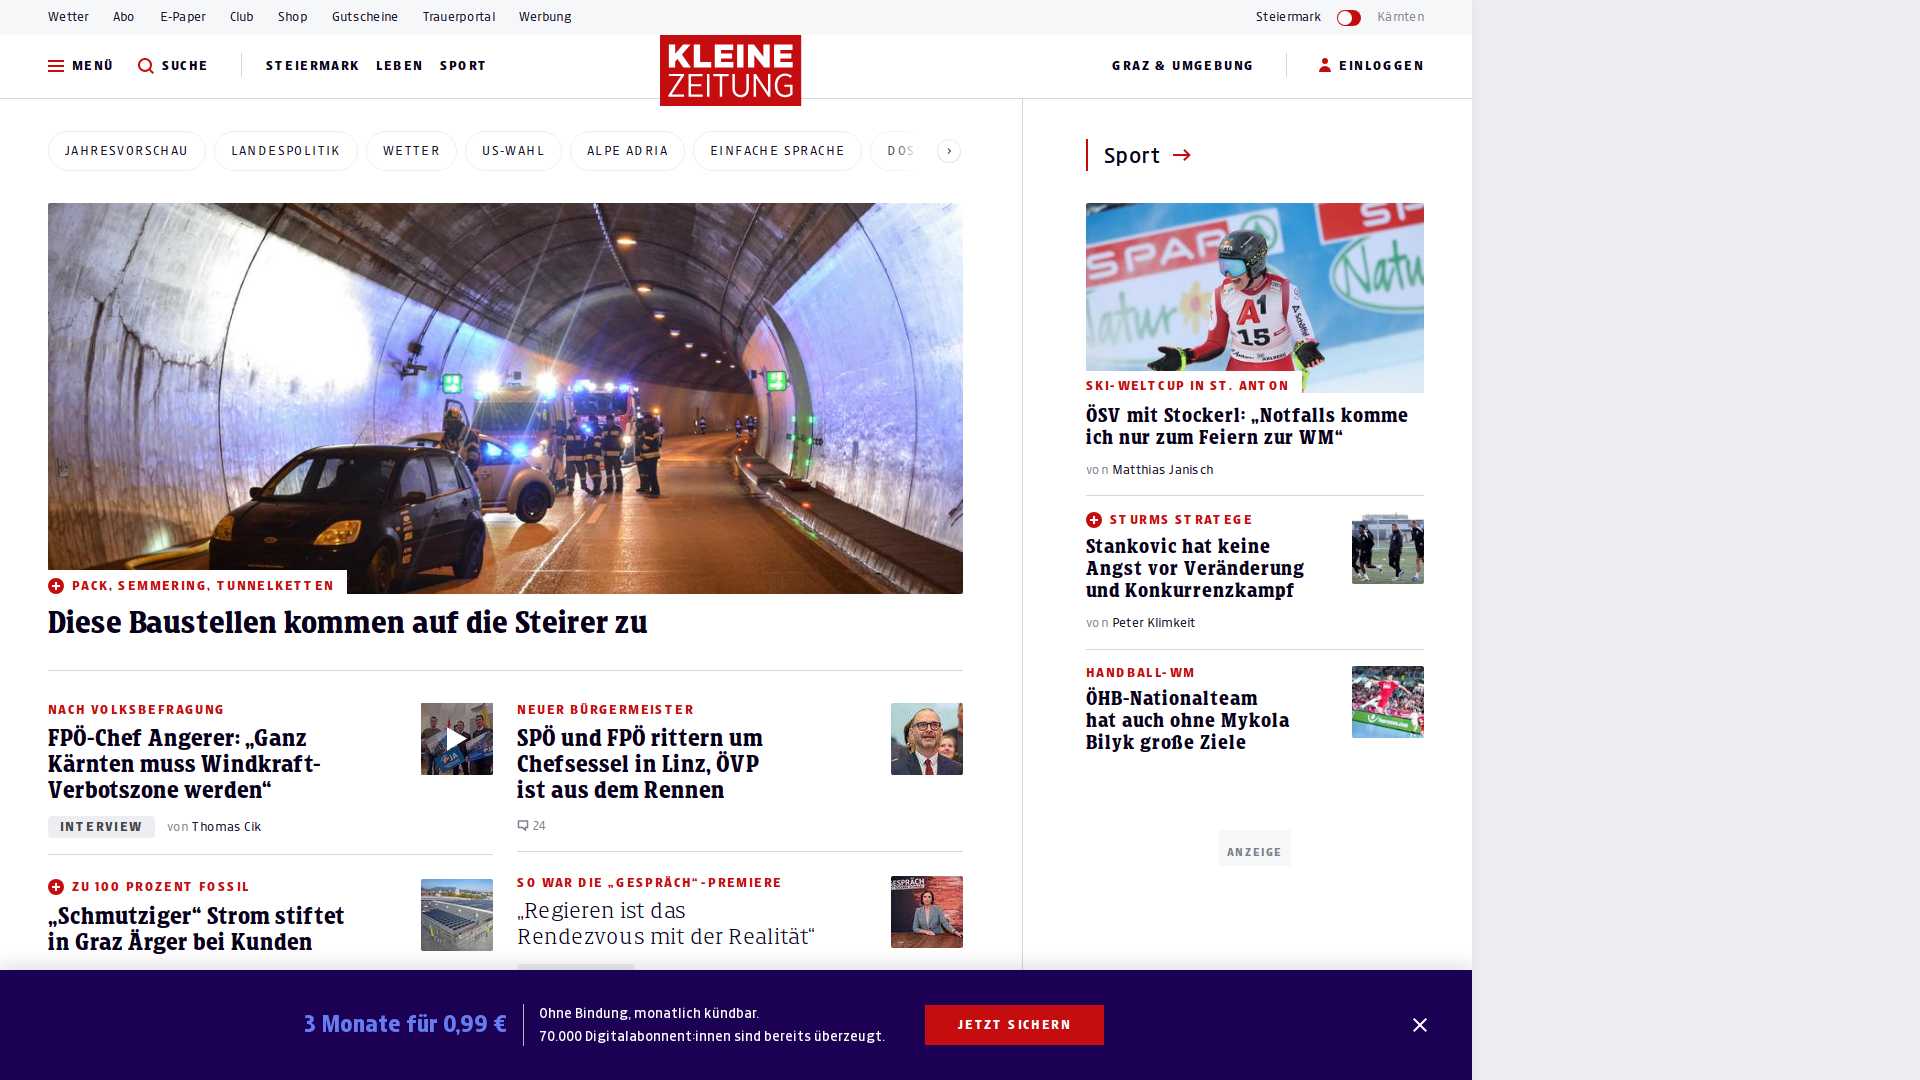 Wetter Abo E-Paper Club Shop Gutscheine Trauerportal Werbung Steiermark Kärnten
MENÜ SUCHE STEIERMARK LEBEN SPORT
KLEINE
ZEITUNG
GRAZ & UMGEBUNG EINLOGGEN
JAHRESVORSCHAU LANDESPOLITIK WETTER US-WAHL ALPE ADRIA EINFACHE SPRACHE DOS
PACK, SEMMERING, TUNNELKETTEN
Diese Baustellen kommen auf die Steirer zu
NACH VOLKSBEFRAGUNG
FPÖ-Chef Angerer: „Ganz
Kärnten muss Windkraft-
Verbotszone werden“
INTERVIEW von Thomas Cik
ZU 100 PROZENT FOSSIL
„Schmutziger“ Strom stiftet
in Graz Ärger bei Kunden
NEUER BÜRGERMEISTER
SPÖ und FPÖ rittern um
Chefsessel in Linz, ÖVP
ist aus dem Rennen
24
SO WAR DIE „GESPRÄCH“-PREMIERE
„Regieren ist das
Rendezvous mit der Realität“
GESPRÄCH
Sport
SPAR
SP
Natur
Natur
A1
15
SKI-WELTCUP IN ST. ANTON
ÖSV mit Stockerl: „Notfalls komme
ich nur zum Feiern zur WM“
von Matthias Janisch
STURMS STRATEGE
Stankovic hat keine
Angst vor Veränderung
und Konkurrenzkampf
von Peter Klimkeit
HANDBALL-WM
ÖHB-Nationalteam
hat auch ohne Mykola
Bilyk große Ziele
ANZEIGE
3 Monate für 0,99 €
Ohne Bindung, monatlich kündbar.
70.000 Digitalabonnent:innen sind bereits überzeugt.
JETZT SICHERN